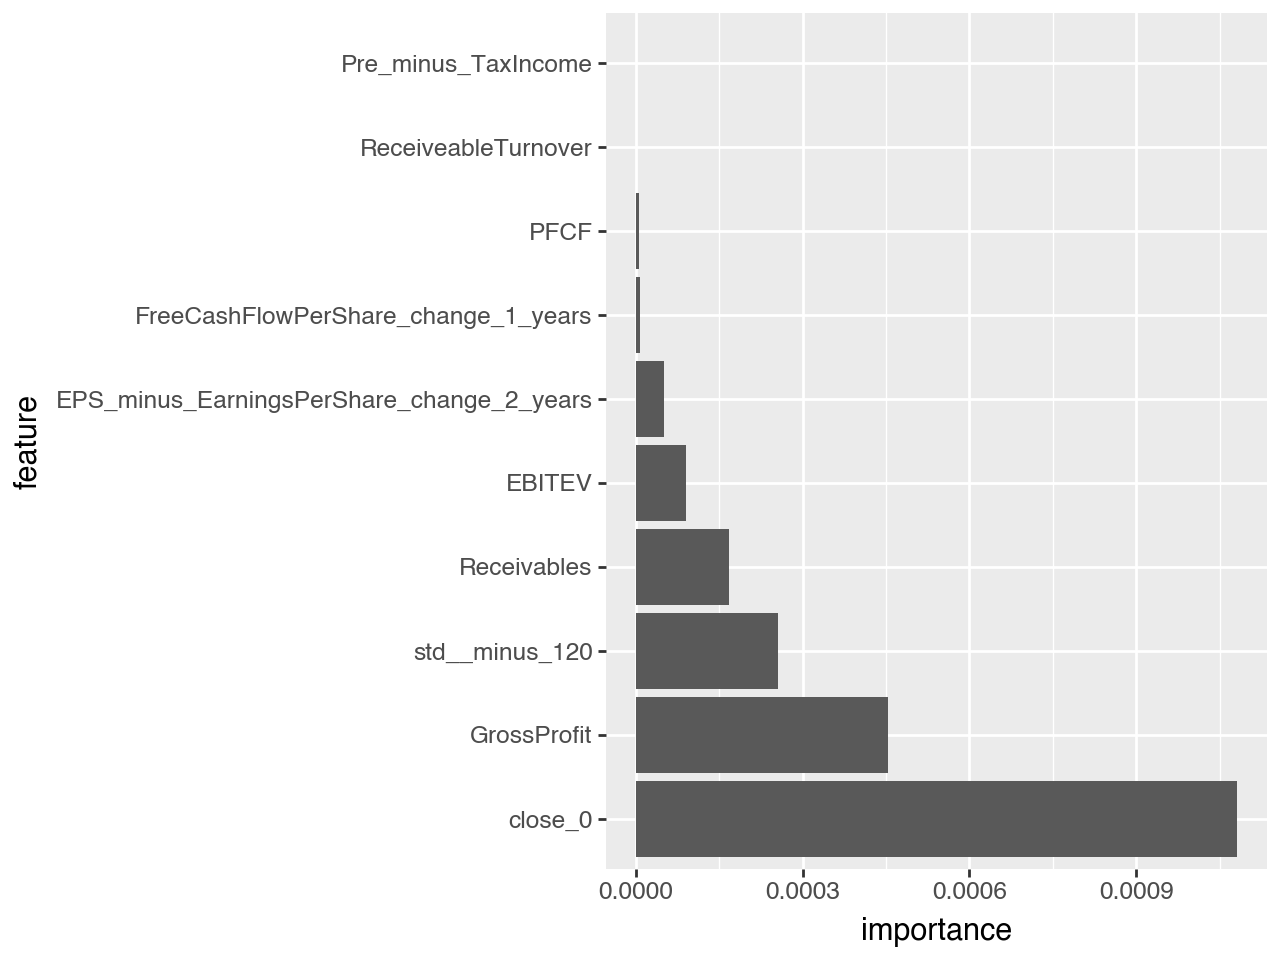 Pre_minus_TaxIncome
ReceiveableTurnover
PFCF
FreeCashFlowPerShare_change_1_years
EPS_minus_EarningsPerShare_change_2_years
EBITEV
Receivables
std__minus_120
GrossProfit
close_0
feature
0.0000 0.0003 0.0006 0.0009
importance